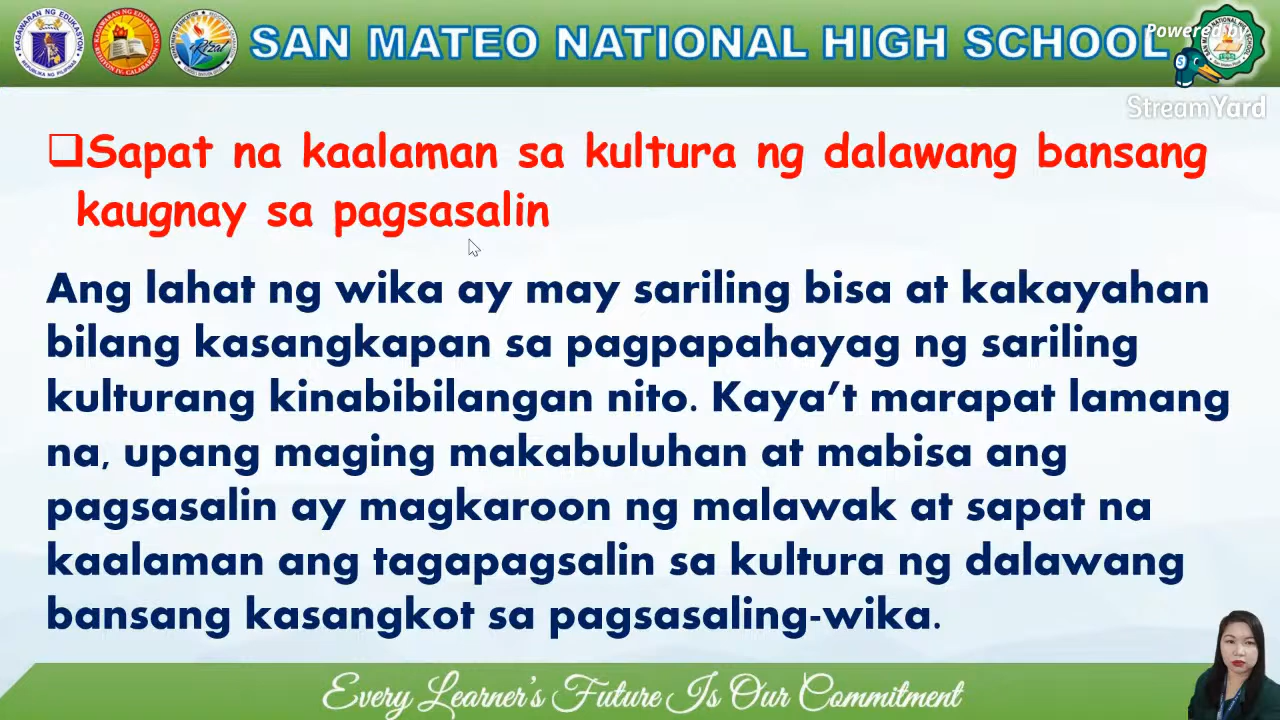 SAN MATEO NATIONAL HIGH SCHOOL
Powered by
StreamYard
Sapat na kaalaman sa kultura ng dalawang bansang
kaugnay sa pagsasalin
Ang lahat ng wika ay may sariling bisa at kakayahan
bilang kasangkapan sa pagpapahayag ng sariling
kulturang kinabibilangan nito. Kaya't marapat lamang
na, upang maging makabuluhan at mabisa ang
pagsasalin ay magkaroon ng malawak at sapat na
kaalaman ang tagapagsalin sa kultura ng dalawang
bansang kasangkot sa pagsasaling-wika.
Every Learner's Future Is Our Commitment